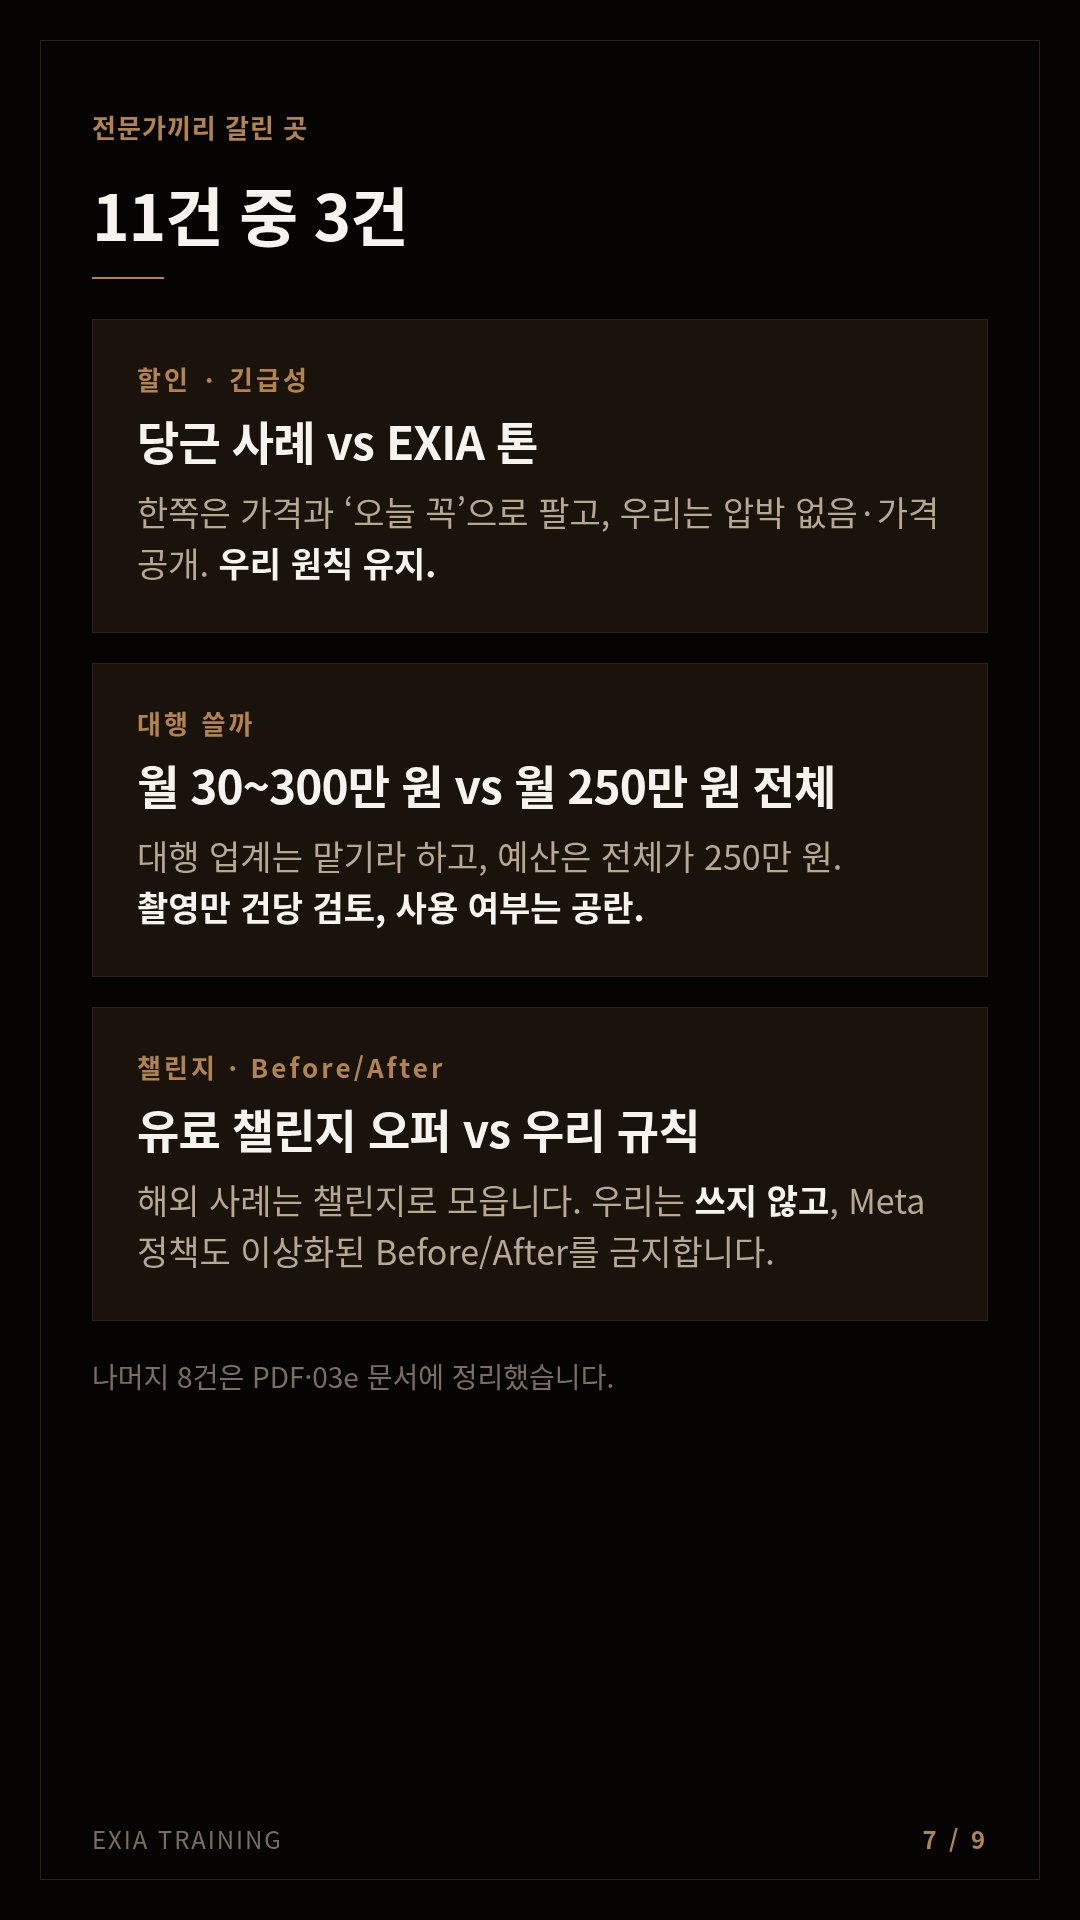 전문가끼리 갈린 곳
11건 중 3건
할인 · 긴급성
당근 사례 vs EXIA 톤
한쪽은 가격과 ‘오늘 꼭’으로 팔고, 우리는 압박 없음·가격
공개. 우리 원칙 유지.
대행 쓸까
월 30~300만 원 vs 월 250만 원 전체
대행 업계는 맡기라 하고, 예산은 전체가 250만 원.
촬영만 건당 검토, 사용 여부는 공란.
챌린지 · Before/After
유료 챌린지 오퍼 vs 우리 규칙
해외 사례는 챌린지로 모읍니다. 우리는 쓰지 않고, Meta
정책도 이상화된 Before/After를 금지합니다.
나머지 8건은 PDF·03e 문서에 정리했습니다.
EXIA TRAINING
7 / 9